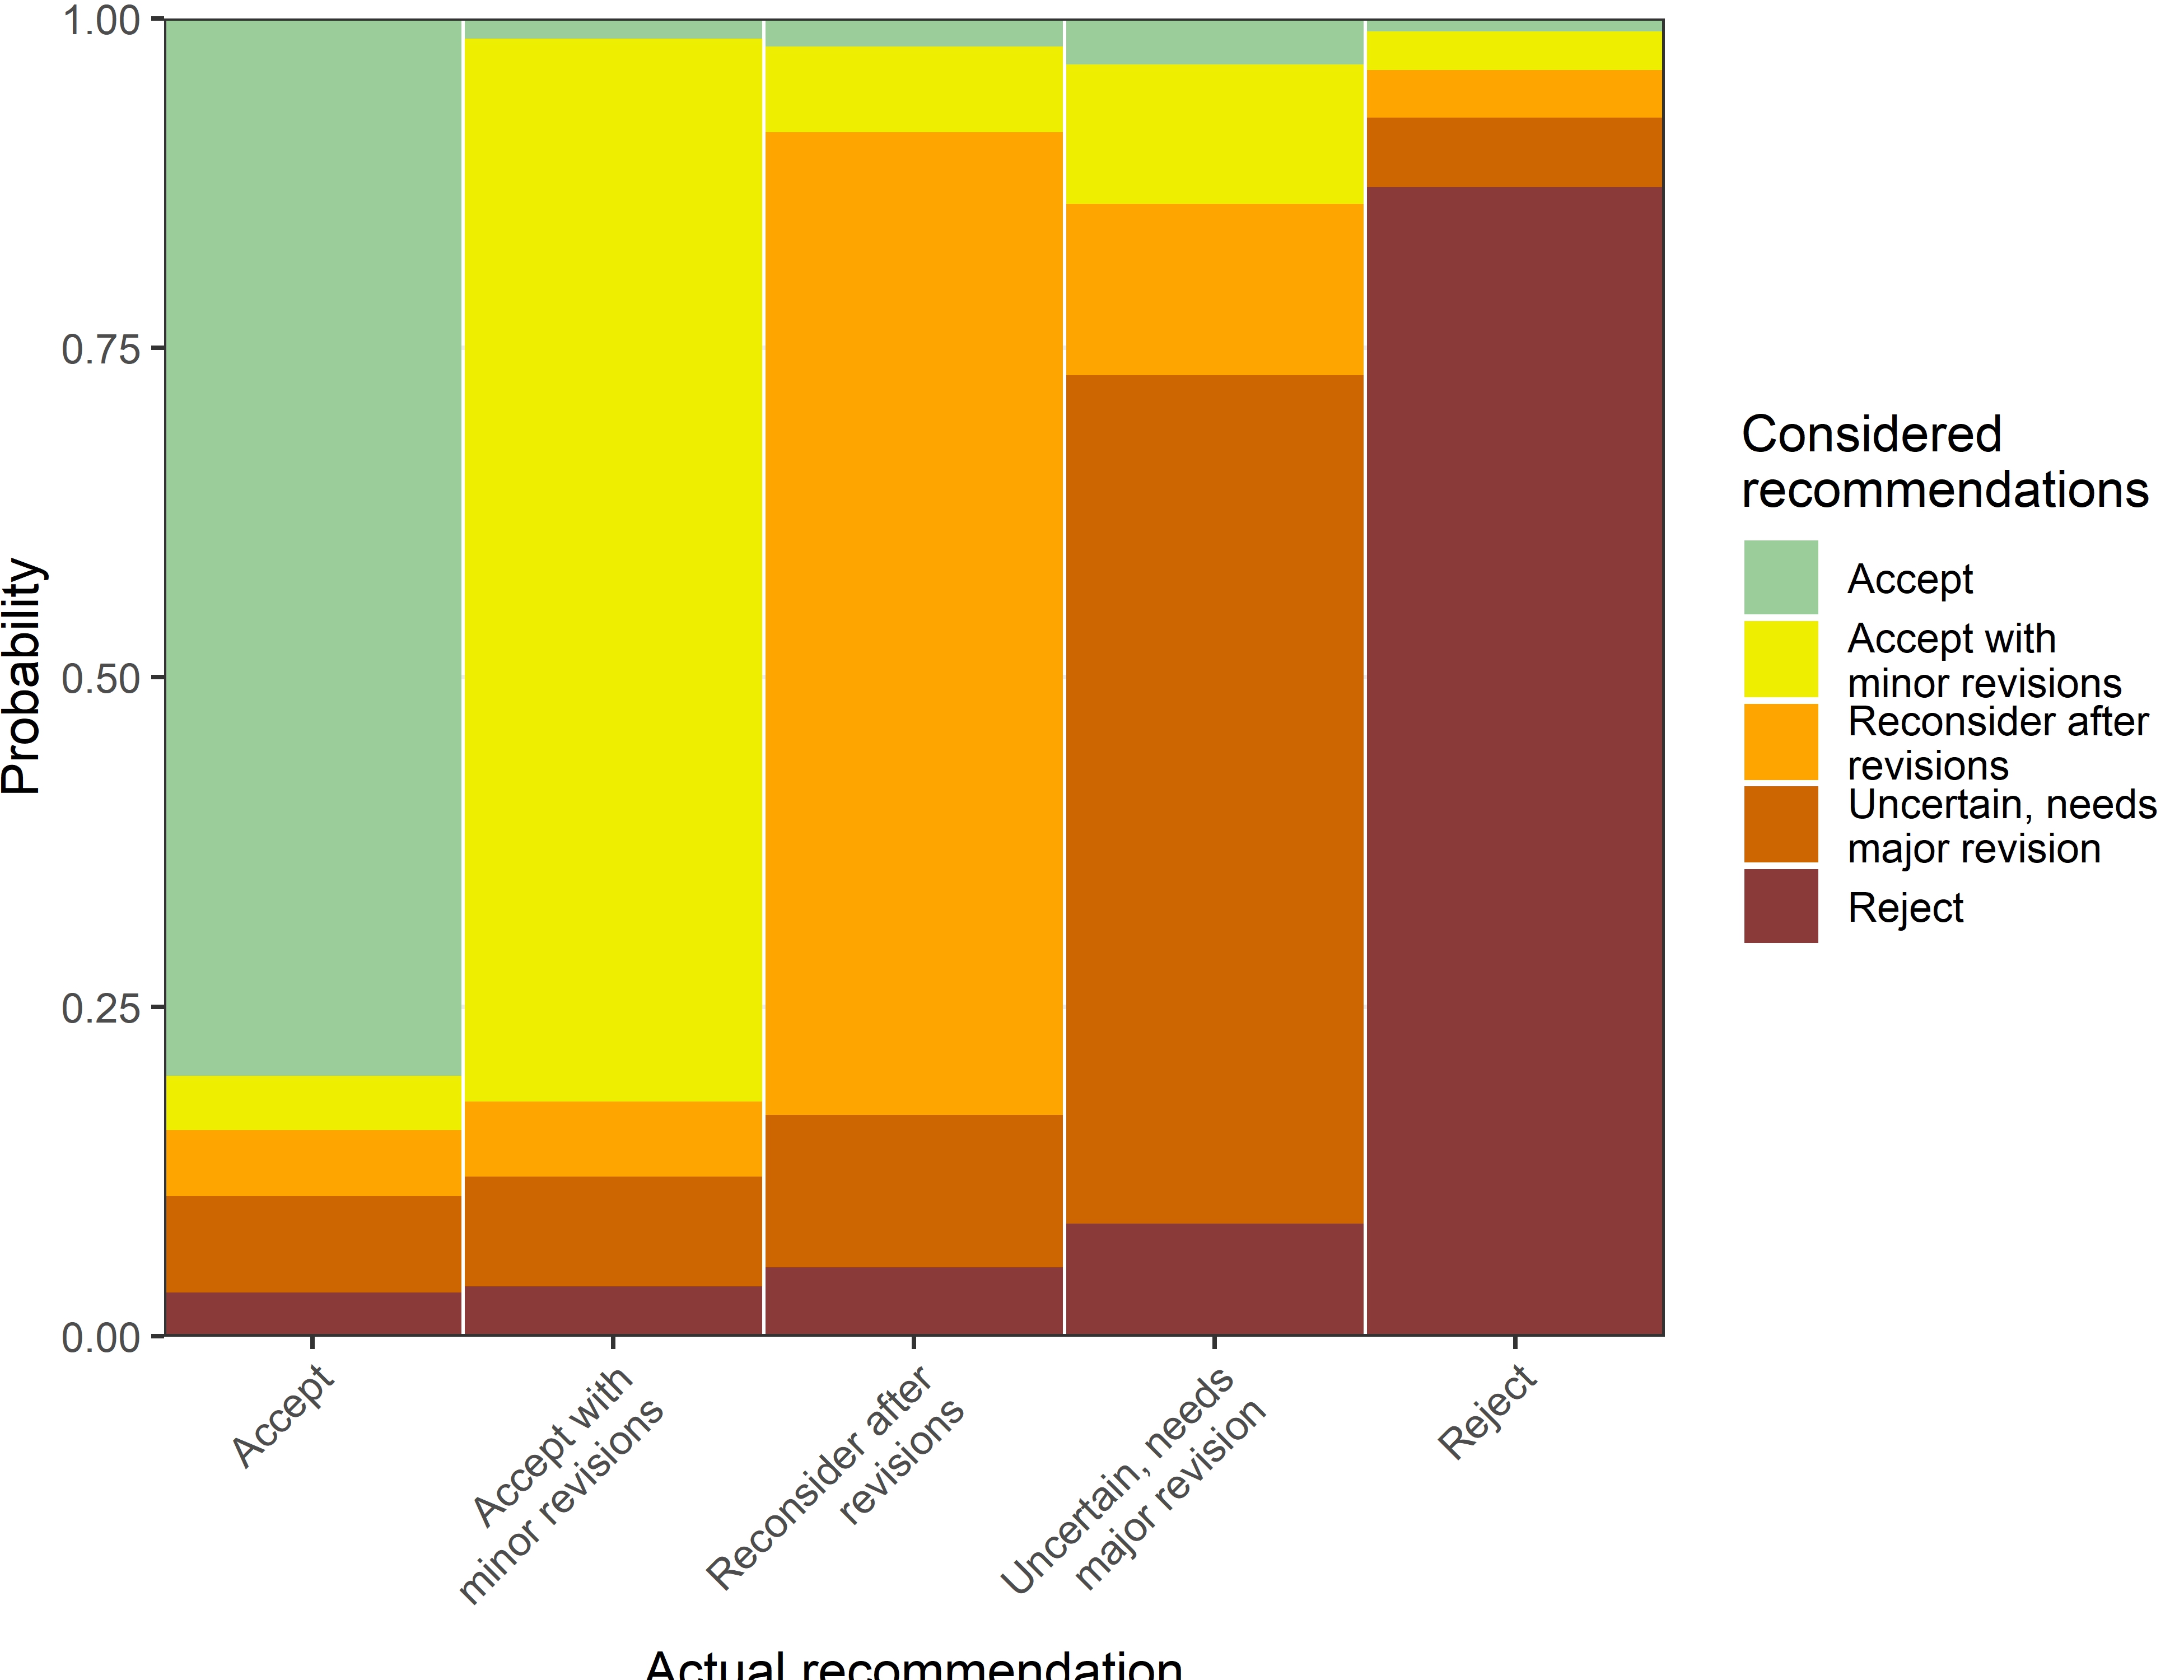 1.00
0.75
0.50
0.25
0.00
Probability
Accept
Accept with
minor revisions
Reconsider after
revisions
Uncertain, needs
major revision
Reject
Actual recommendation
Considered
recommendations
Accept
Accept with
minor revisions
Reconsider after
revisions
Uncertain, needs
major revision
Reject